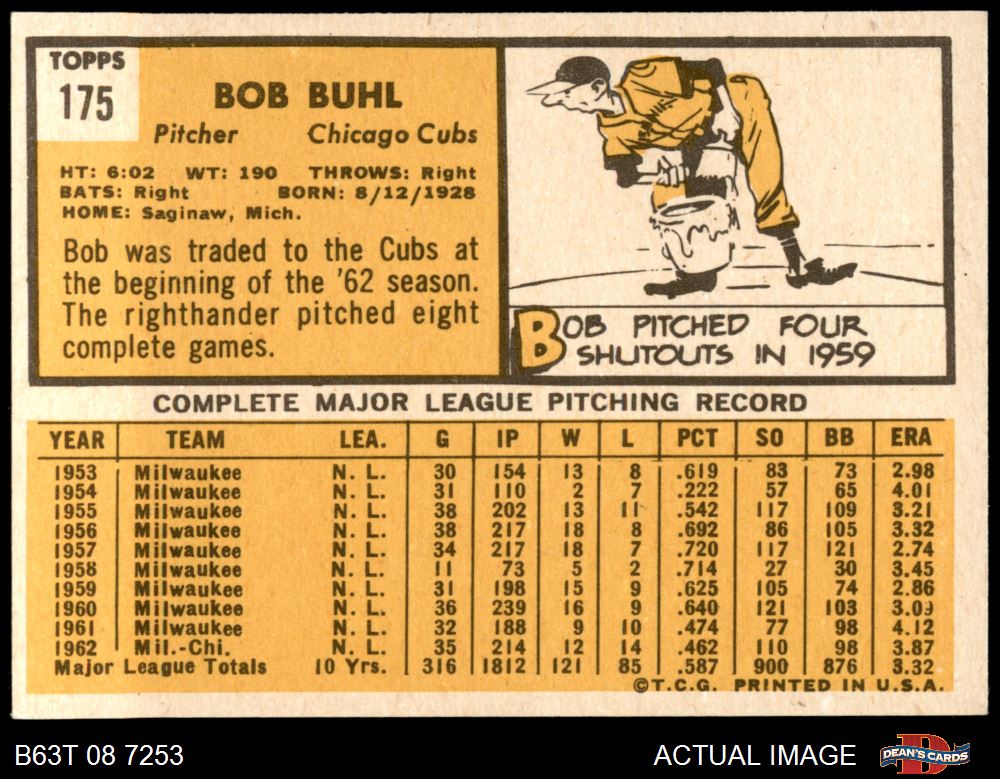 TOPPS
175
BOB BUHL
Pitcher Chicago Cubs
HT: 6:02 WT: 190 THROWS: Right
BATS: Right BORN: 8/12/1928
HOME: Saginaw, Mich.
Bob was traded to the Cubs at
the beginning of the '62 season.
The righthander pitched eight
complete games.
BOB PITCHED FOUR
SHUTOUTS IN 1959
COMPLETE MAJOR LEAGUE PITCHING RECORD
YEAR TEAM LEA. G IP W L PCT SO BB ERA
1953 Milwaukee N. L. 30 154 13 8 .619 83 73 2.98
1954 Milwaukee N. L. 31 110 2 7 .222 57 65 4.01
1955 Milwaukee N. L. 38 202 13 11 .542 117 109 3.21
1956 Milwaukee N. L. 38 217 18 8 .692 86 105 3.32
1957 Milwaukee N. L. 34 217 18 7 .720 117 121 2.74
1958 Milwaukee N. L. 11 73 5 2 .714 27 30 3.45
1959 Milwaukee N. L. 31 198 15 9 .625 105 74 2.86
1960 Milwaukee N. L. 36 239 16 9 .640 121 103 3.09
1961 Milwaukee N. L. 32 188 9 10 .474 77 98 4.12
1962 Mil.-Chi. N. L. 35 214 12 14 .462 110 98 3.87
Major League Totals 10 Yrs. 316 1812 121 85 .587 900 876 3.32
©T.C.G. PRINTED IN U.S.A.
B63T 08 7253 ACTUAL IMAGE DEAN'S CARDS